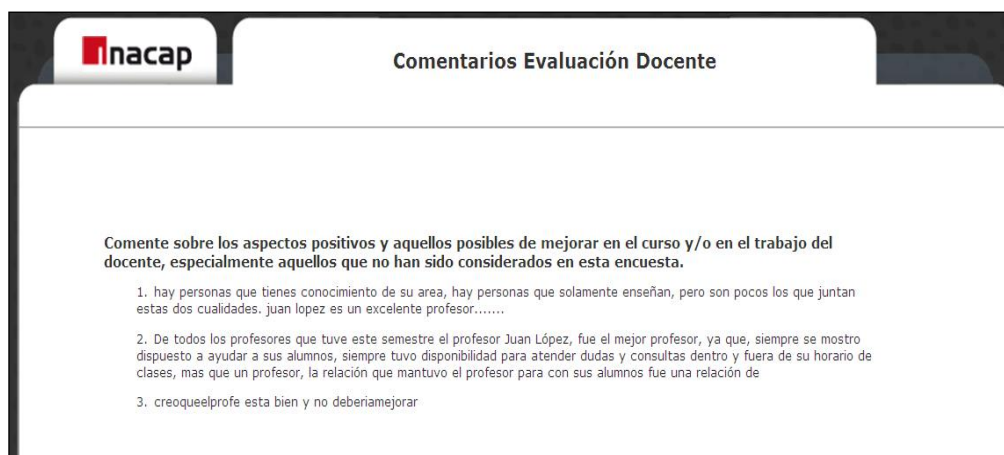 inacap
Comentarios Evaluación Docente
Comente sobre los aspectos positivos y aquellos posibles de mejorar en el curso y/o en el trabajo del
docente, especialmente aquellos que no han sido considerados en esta encuesta.
1. hay personas que tienes conocimiento de su area, hay personas que solamente enseñan, pero son pocos los que juntan
estas dos cualidades. juan lopez es un excelente profesor.......
2. De todos los profesores que tuve este semestre el profesor Juan López, fue el mejor profesor, ya que, siempre se mostro
dispuesto a ayudar a sus alumnos, siempre tuvo disponibilidad para atender dudas y consultas dentro y fuera de su horario de
clases, mas que un profesor, la relación que mantuvo el profesor para con sus alumnos fue una relación de
3. creoqueelprofe esta bien y no deberiamejorar